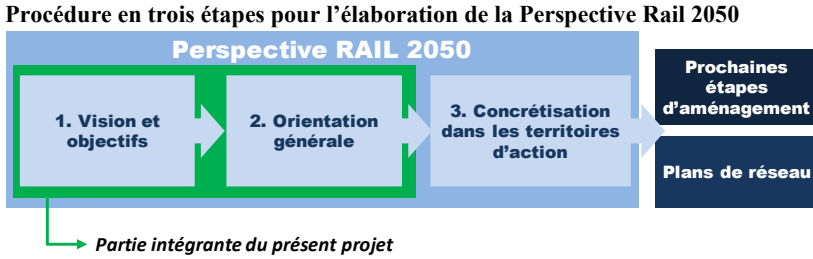 Procédure en trois étapes pour l’élaboration de la Perspective Rail 2050
Perspective RAIL 2050
1. Vision et
objectifs
2. Orientation
générale
3. Concrétisation
dans les territoires
d’action
Prochaines
étapes
d’aménagement
Plans de réseau
Partie intégrante du présent projet